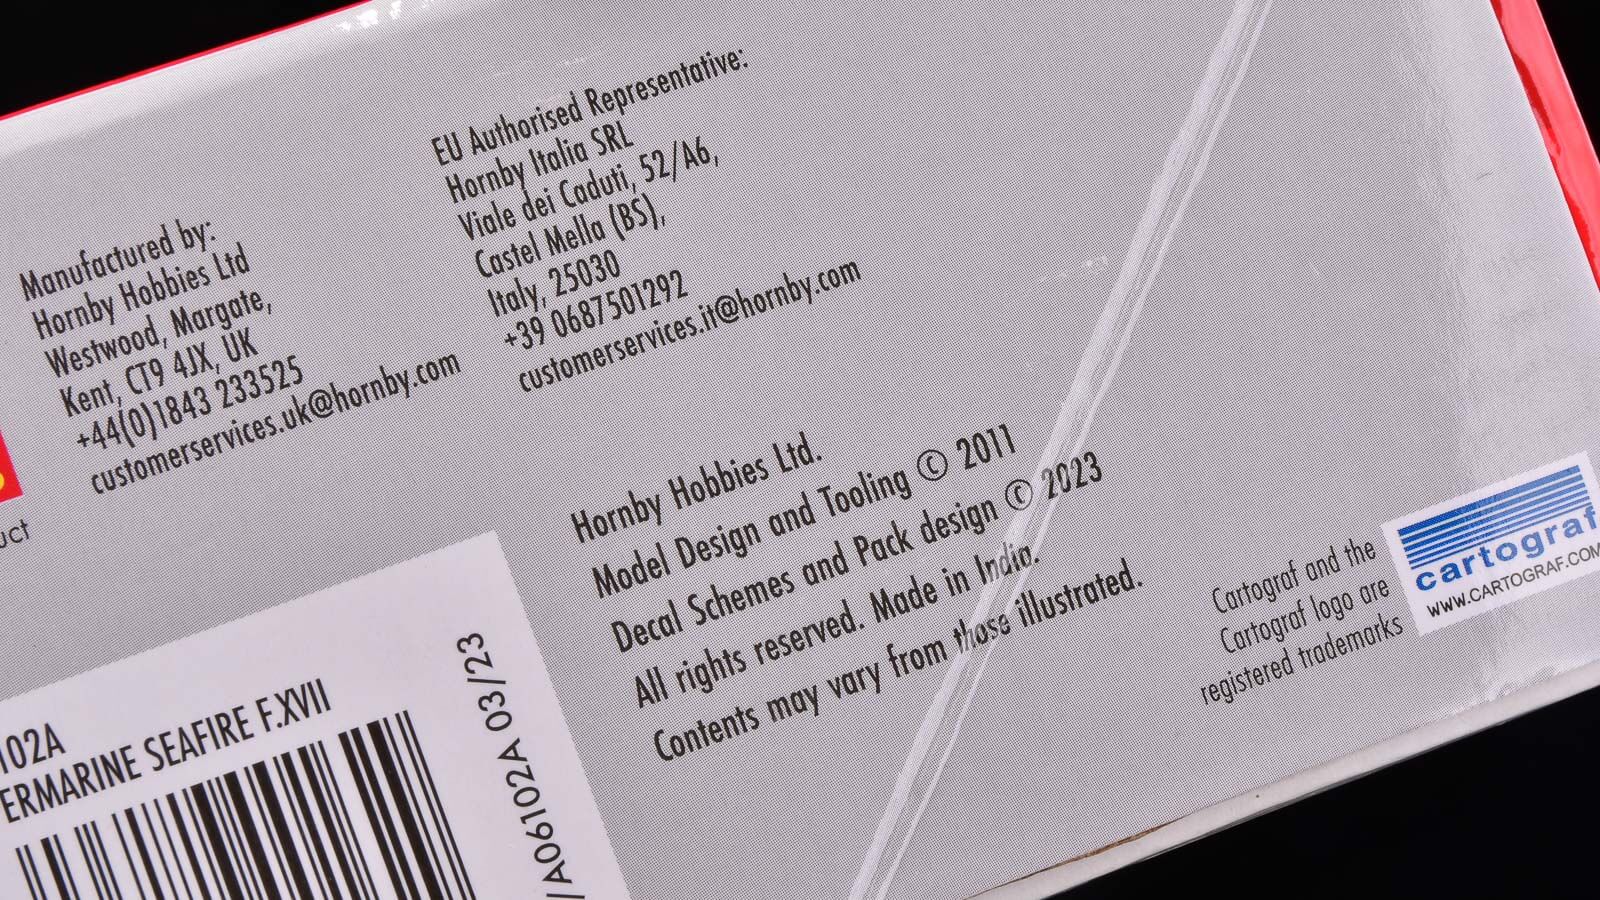 Manufactured by:
Hornby Hobbies Ltd
Westwood, Margate,
Kent, CT9 4JX, UK
+44(0)1843 233525
customerservices.uk@hornby.com
EU Authorised Representative:
Hornby Italia SRL
Viale dei Caduti, 52/A6,
Castel Mella (BS),
Italy, 25030
+39 0687501292
customerservices.it@hornby.com
Hornby Hobbies Ltd.
Model Design and Tooling © 2011
Decal Schemes and Pack design © 2023
All rights reserved. Made in India.
Contents may vary from those illustrated.
Cartograf and the
Cartograf logo are
registered trademarks
cartograf
WWW.CARTOGRAF.COM
uct
102A
ERMARINE SEAFIRE F.XVII
/A06102A 03/23